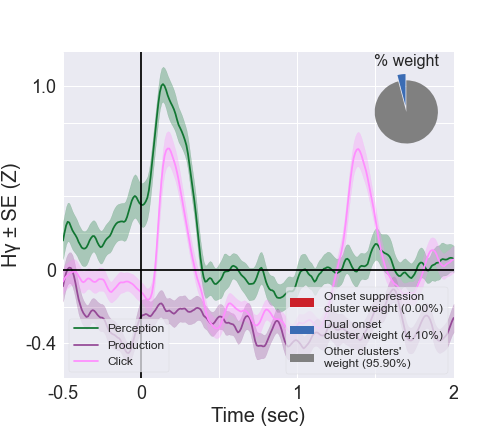 % weight
1.0
0
-0.4
Hγ ± SE (Z)
Perception
Production
Click
Onset suppression
cluster weight (0.00%)
Dual onset
cluster weight (4.10%)
Other clusters'
weight (95.90%)
-0.5
0
1
2
Time (sec)